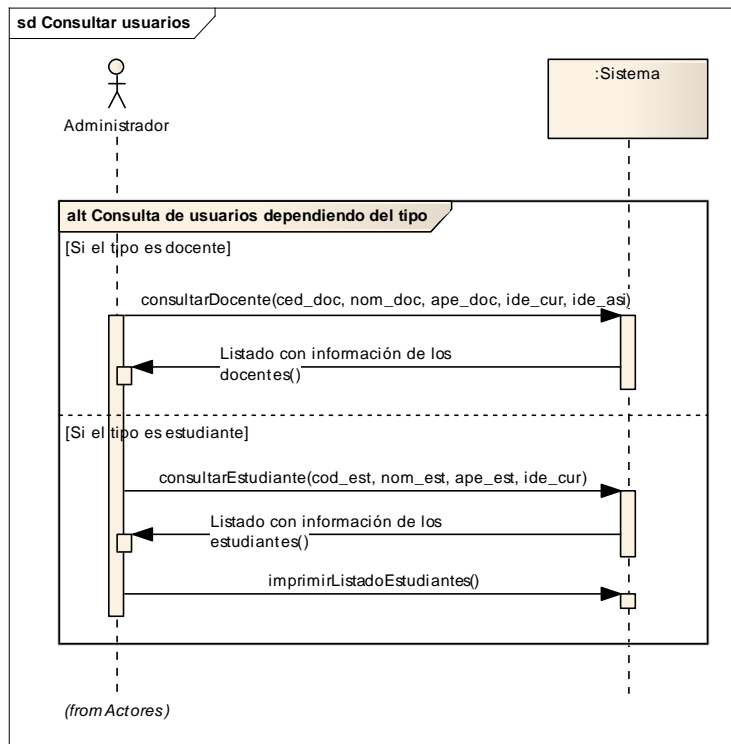 sd Consultar usuarios
Administrador
:Sistema
alt Consulta de usuarios dependiendo del tipo
[Si el tipo es docente]
consultarDocente(ced_doc, nom_doc, ape_doc, ide_cur, ide_asi)
Listado con información de los
docentes()
[Si el tipo es estudiante]
consultarEstudiante(cod_est, nom_est, ape_est, ide_cur)
Listado con información de los
estudiantes()
imprimirListadoEstudiantes()
(from Actores)